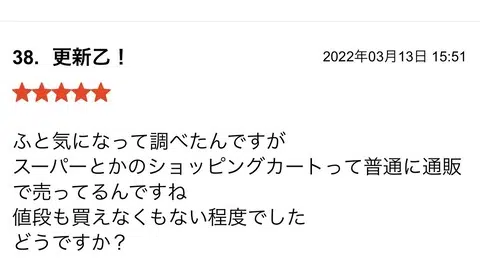 38. 更新乙！ 2022年03月13日 15:51
★★★★★
ふと気になって調べたんですが
スーパーとかのショッピングカートって普通に通販
で売ってるんですね
値段も買えなくもない程度でした
どうですか？